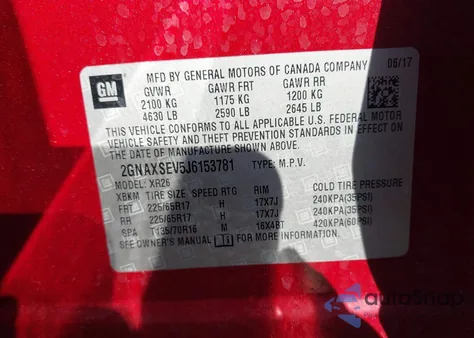 GM
MFD BY GENERAL MOTORS OF CANADA COMPANY 06/17
GVWR GAWR FRT GAWR RR
2100 KG 1175 KG 1200 KG
4630 LB 2590 LB 2645 LB
THIS VEHICLE CONFORMS TO ALL APPLICABLE U.S. FEDERAL MOTOR
VEHICLE SAFETY AND THEFT PREVENTION STANDARDS IN EFFECT ON
THE DATE OF MANUFACTURE SHOWN ABOVE.
2GNAXSEV5J6153781 TYPE: M.P.V.
MODEL: XR26
XBKM TIRE SIZE SPEED RTG RIM COLD TIRE PRESSURE
FRT 225/65R17 H 17X7J 240KPA(35PSI)
RR 225/65R17 H 17X7J 240KPA(35PSI)
SPA T135/70R16 M 16X4BT 420KPA(60PSI)
SEE OWNER'S MANUAL FOR MORE INFORMATION
autoSnap